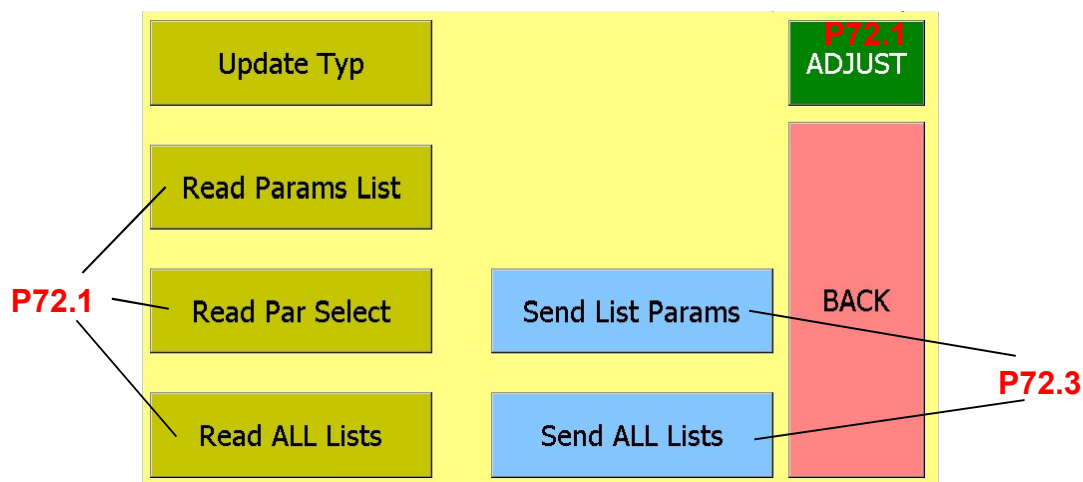 Update Typ
P72.1
ADJUST
Read Params List
P72.1
Read Par Select
Send List Params
BACK
P72.3
Read ALL Lists
Send ALL Lists